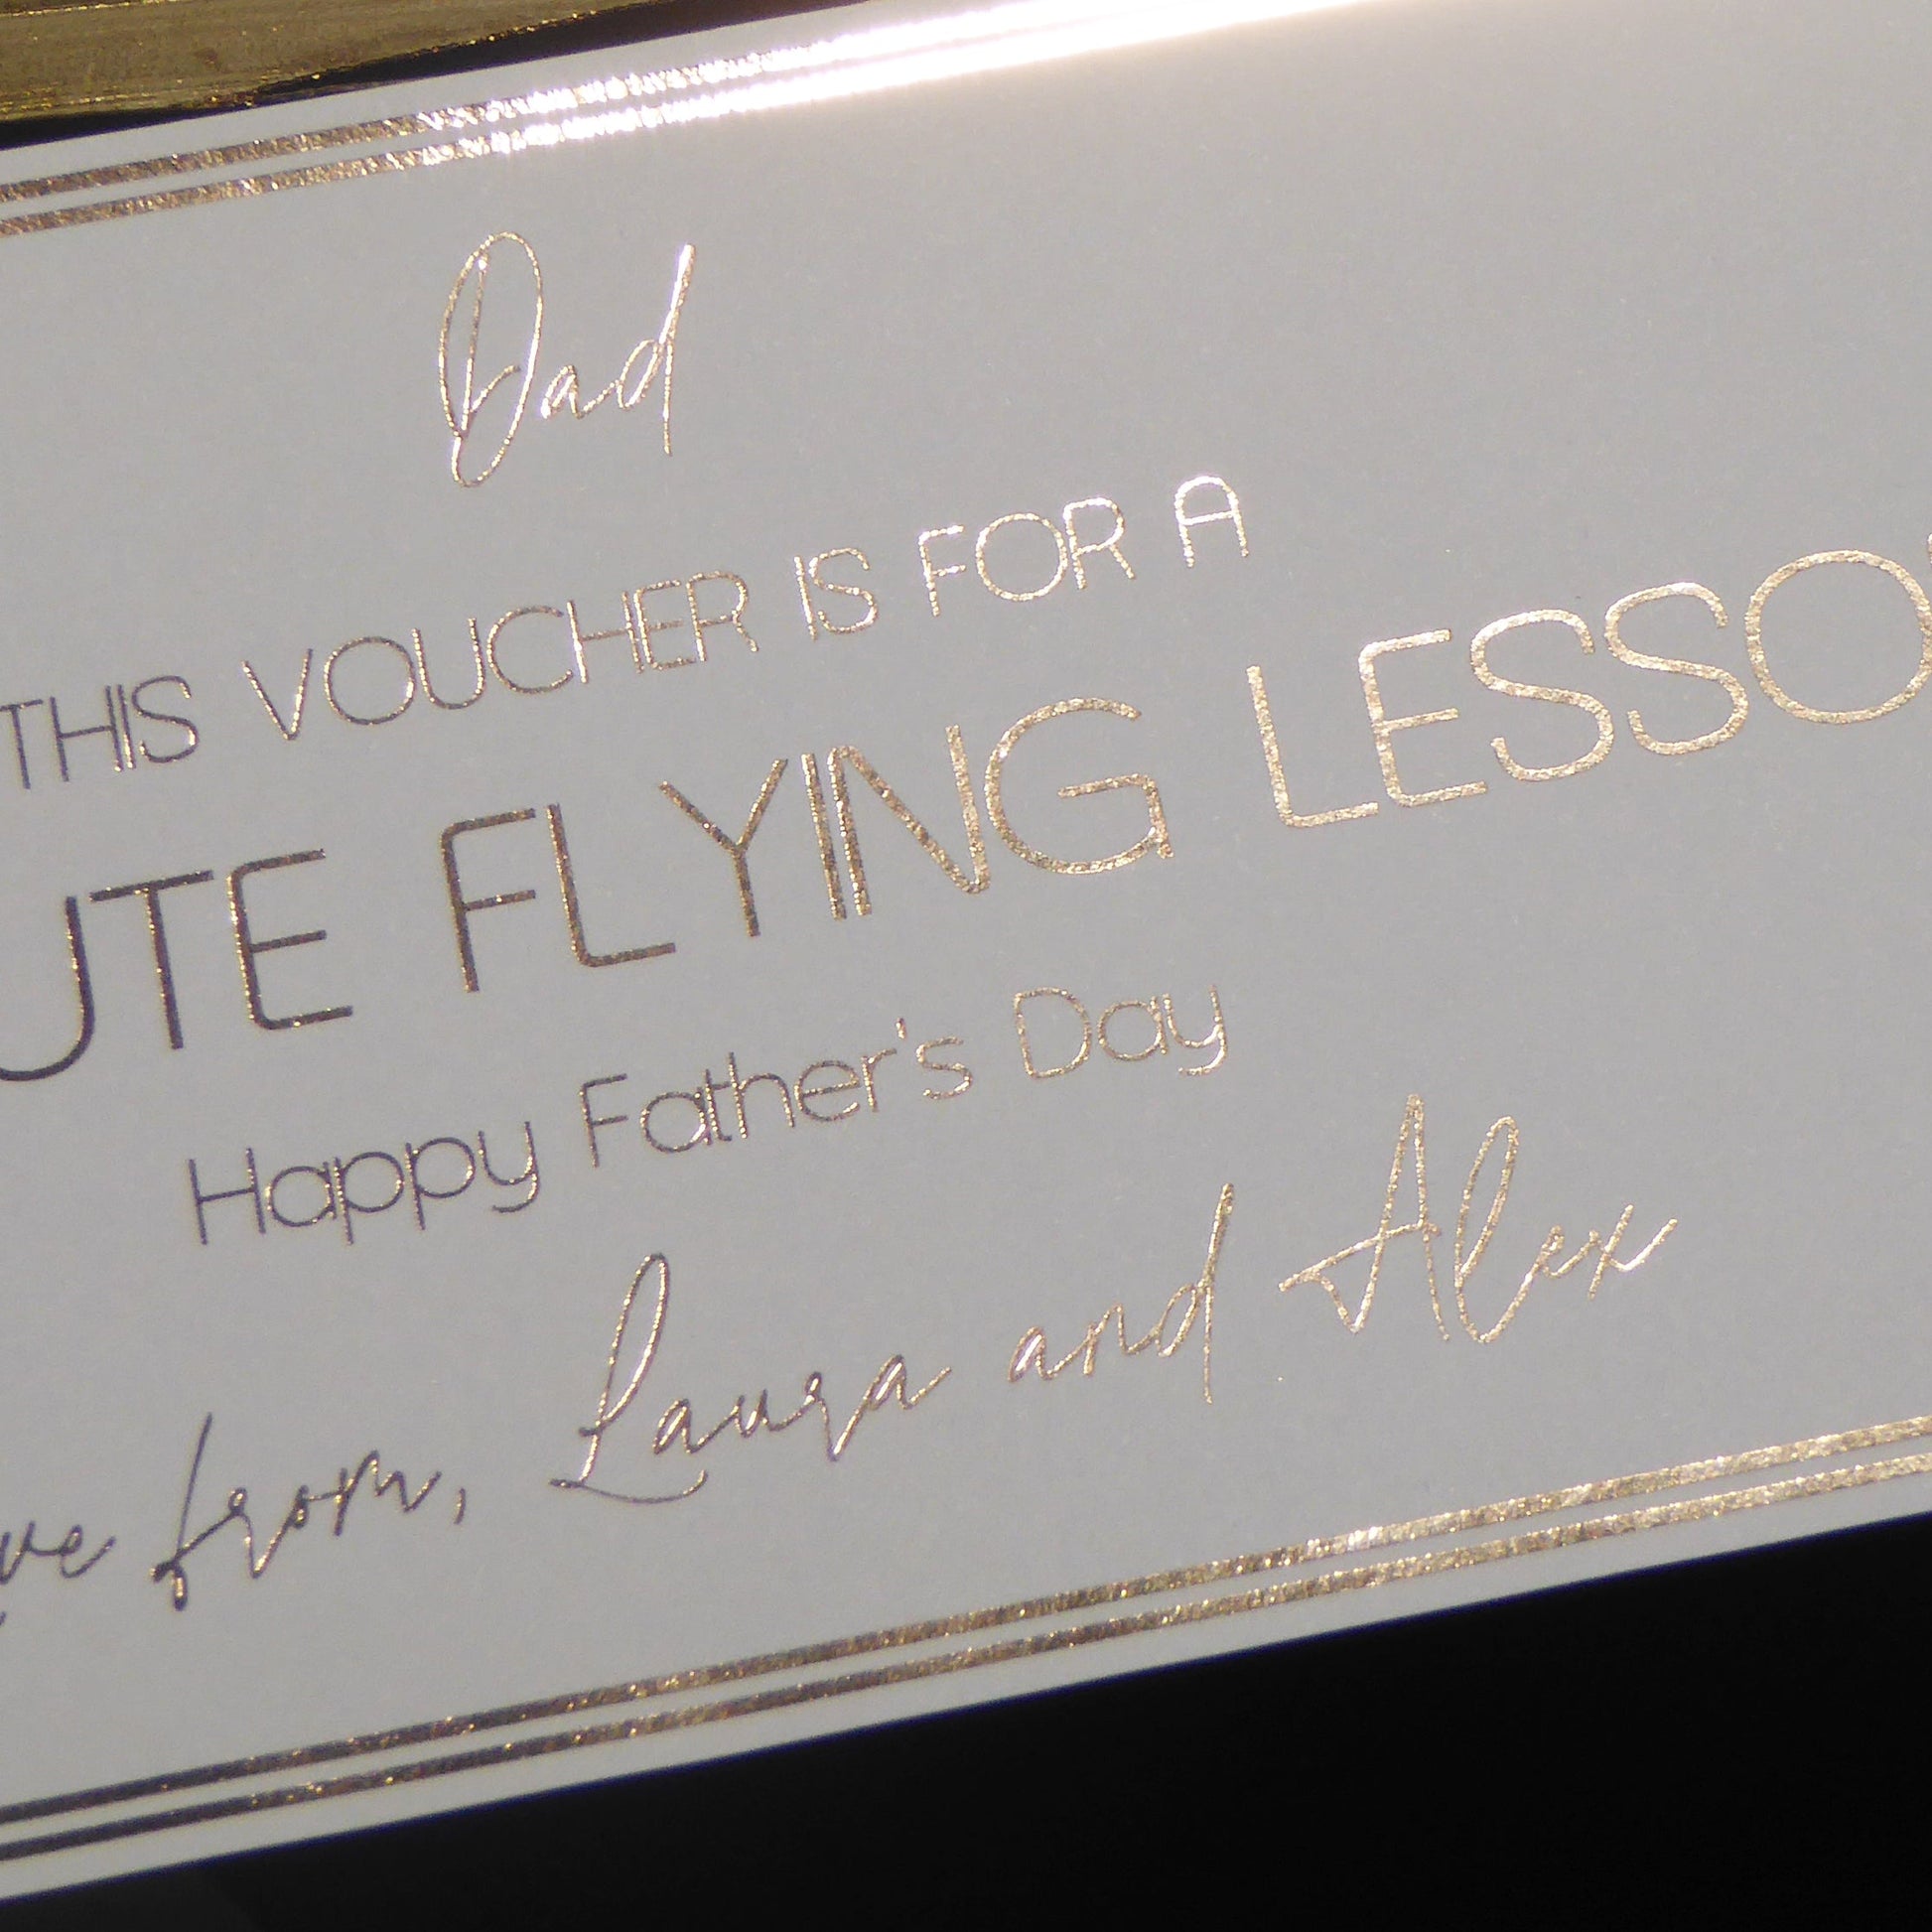 Dad
THIS VOUCHER IS FOR A
UTE FLYING LESSO
Happy Father's Day
ve from, Laura and Alex